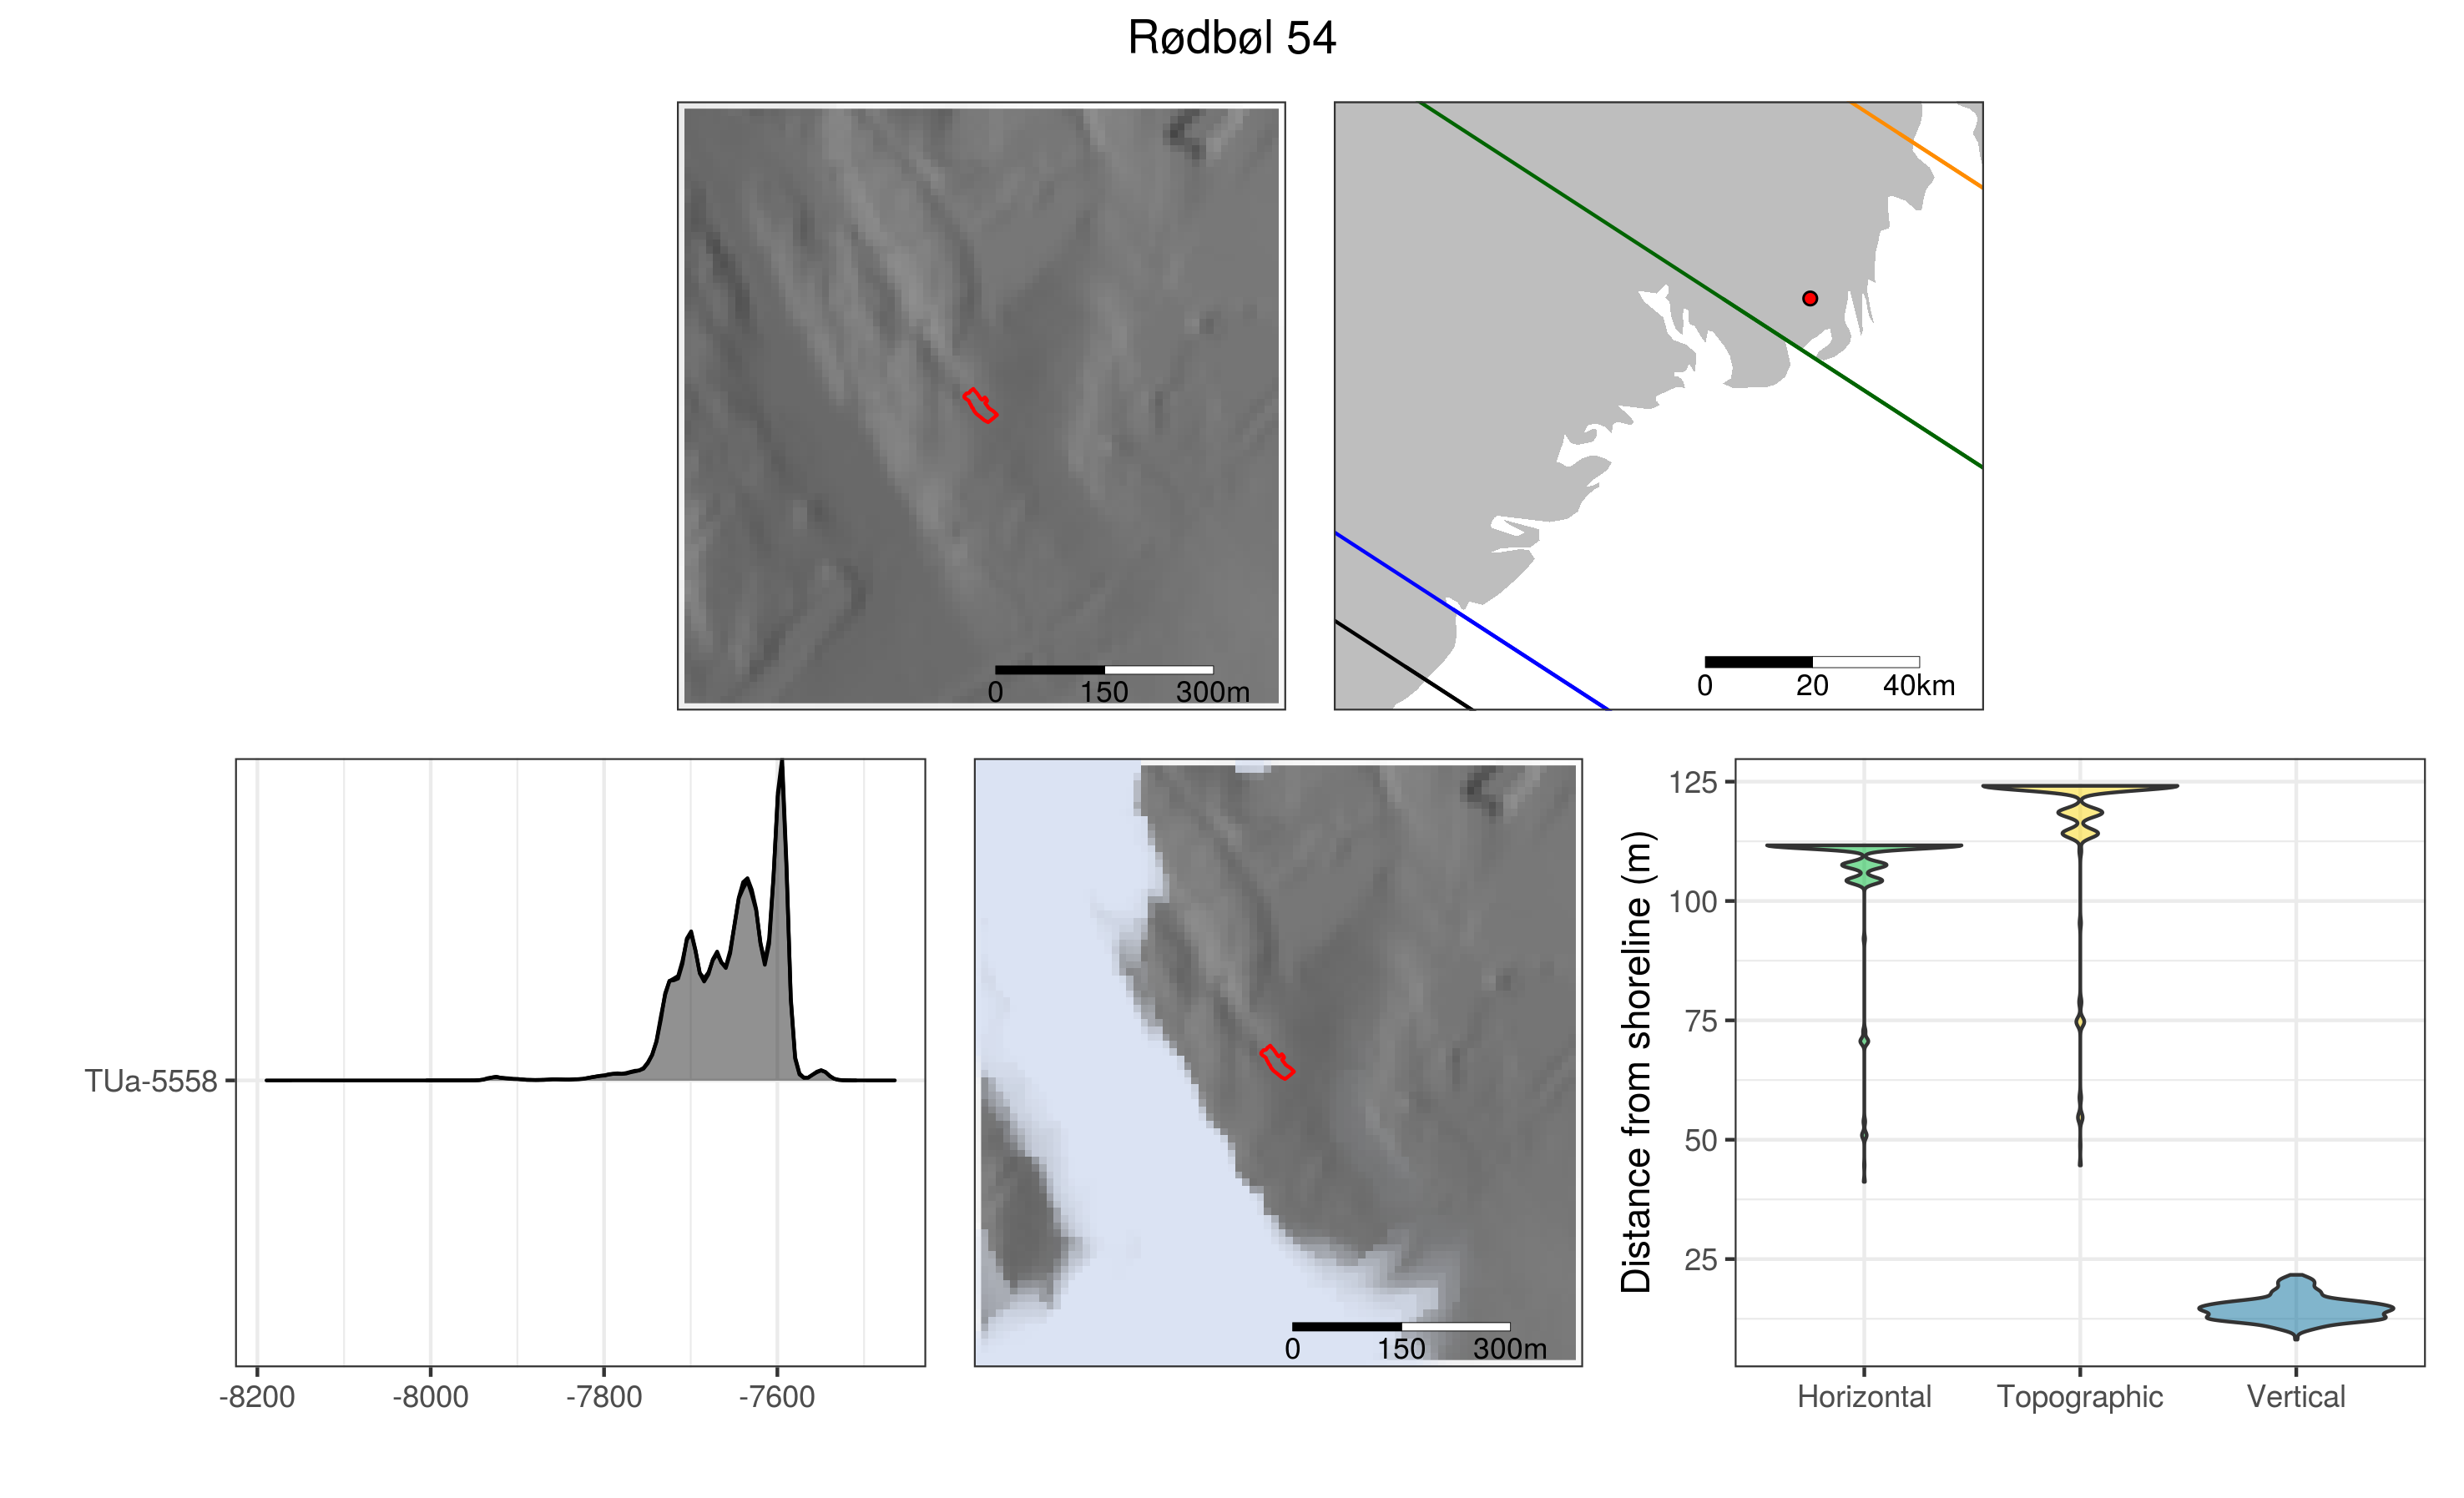 Rødbøl 54
0 150 300m
0 20 40km
TUa-5558
-8200 -8000 -7800 -7600
0 150 300m
Distance from shoreline (m)
125
100
75
50
25
Horizontal Topographic Vertical